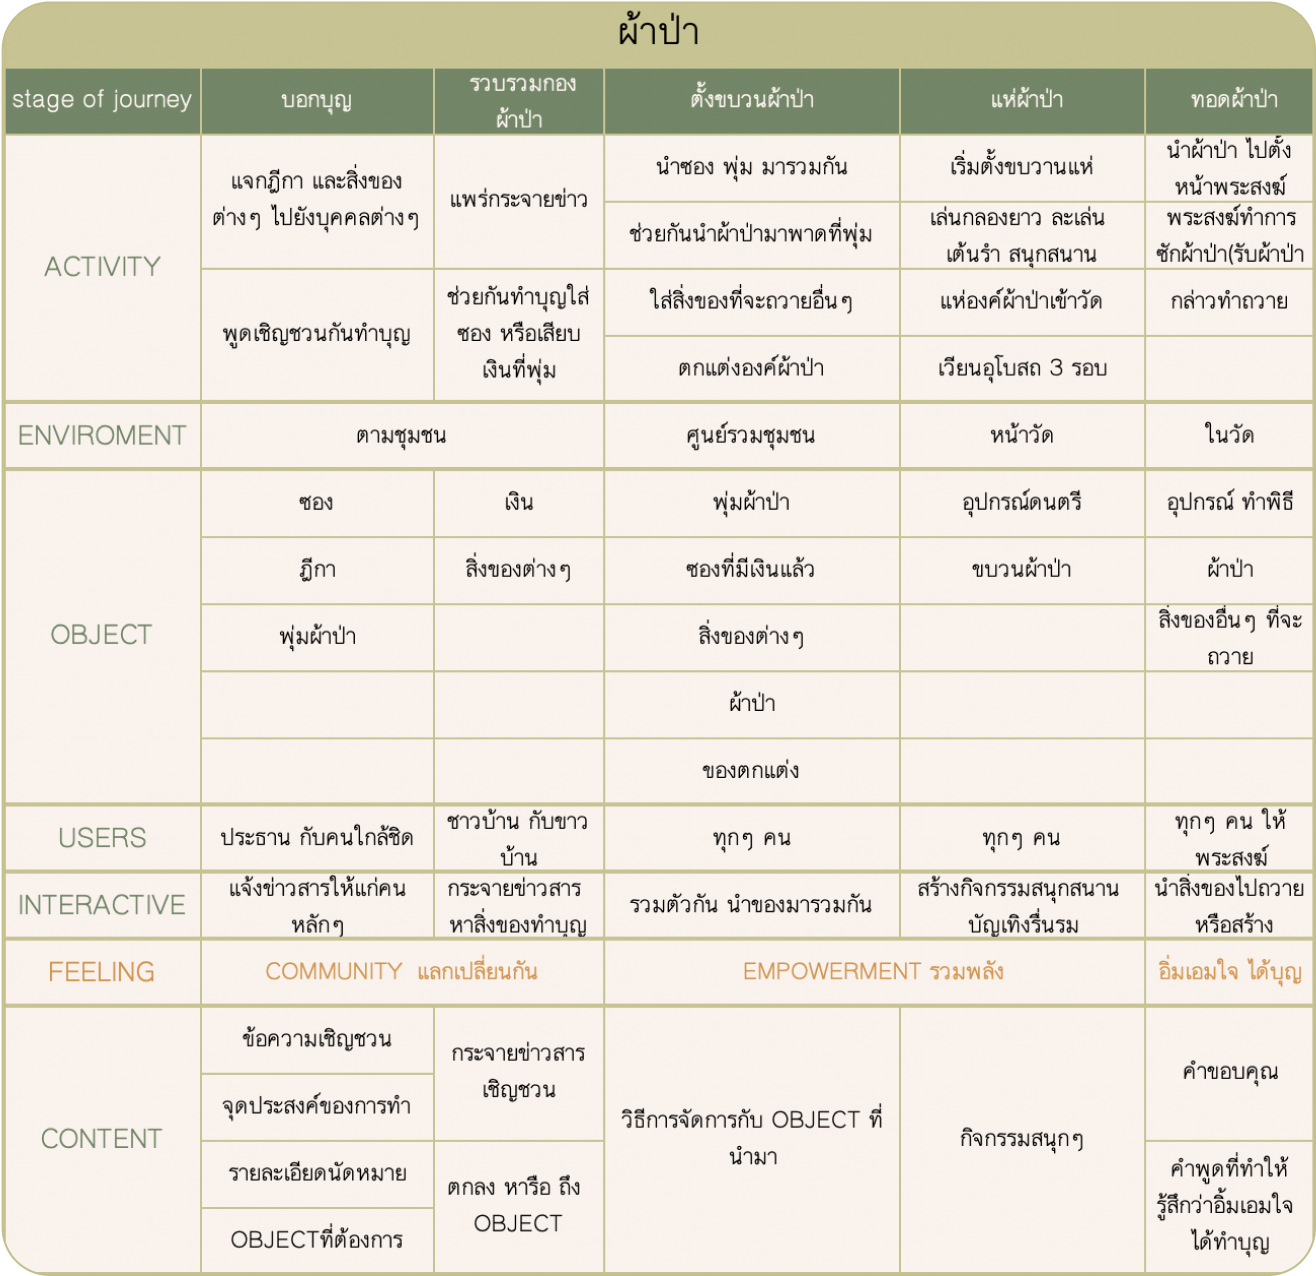 ผ้าป่า
stage of journey
บอกบุญ
รวบรวมกอง
ผ้าป่า
ตั้งขบวนผ้าป่า
แห่ผ้าป่า
ทอดผ้าป่า
ACTIVITY
แจกฎีกา และสิ่งของ
ต่างๆ ไปยังบุคคลต่างๆ
พูดเชิญชวนกันทำบุญ
แพร่กระจายข่าว
ช่วยกันทำบุญใส่
ซอง หรือเสียบ
เงินที่พุ่ม
นำซอง พุ่ม มารวมกัน
ช่วยกันนำผ้าป่ามาพาดที่พุ่ม
ใส่สิ่งของที่จะถวายอื่นๆ
ตกแต่งองค์ผ้าป่า
เริ่มตั้งขบวานแห่
เล่นกลองยาว ละเล่น
เต้นรำ สนุกสนาน
แห่องค์ผ้าป่าเข้าวัด
เวียนอุโบสถ 3 รอบ
นำผ้าป่า ไปตั้ง
หน้าพระสงฆ์
พระสงฆ์ทำการ
ซักผ้าป่า(รับผ้าป่า
กล่าวทำถวาย
ENVIROMENT
ตามชุมชน
ศูนย์รวมชุมชน
หน้าวัด
ในวัด
OBJECT
ซอง
เงิน
พุ่มผ้าป่า
อุปกรณ์ดนตรี
อุปกรณ์ ทำพิธี
ฎีกา
สิ่งของต่างๆ
ซองที่มีเงินแล้ว
ขบวนผ้าป่า
ผ้าป่า
พุ่มผ้าป่า
สิ่งของต่างๆ
สิ่งของอื่นๆ ที่จะ
ถวาย
ผ้าป่า
ของตกแต่ง
USERS
ประธาน กับคนใกล้ชิด
ชาวบ้าน กับขาว
บ้าน
ทุกๆ คน
ทุกๆ คน
ทุกๆ คน ให้
พระสงฆ์
INTERACTIVE
แจ้งข่าวสารให้แก่คน
หลักๆ
กระจายข่าวสาร
หาสิ่งของทำบุญ
รวมตัวกัน นำของมารวมกัน
สร้างกิจกรรมสนุกสนาน
บัญเทิงรื่นรม
นำสิ่งของไปถวาย
หรือสร้าง
FEELING
COMMUNITY แลกเปลี่ยนกัน
EMPOWERMENT รวมพลัง
อิ่มเอมใจ ได้บุญ
CONTENT
ข้อความเชิญชวน
จุดประสงค์ของการทำ
รายละเอียดนัดหมาย
OBJECTที่ต้องการ
กระจายข่าวสาร
เชิญชวน
ตกลง หารือ ถึง
OBJECT
วิธีการจัดการกับ OBJECT ที่
นำมา
กิจกรรมสนุกๆ
คำขอบคุณ
คำพูดที่ทำให้
รู้สึกว่าอิ้มเอมใจ
ได้ทำบุญ